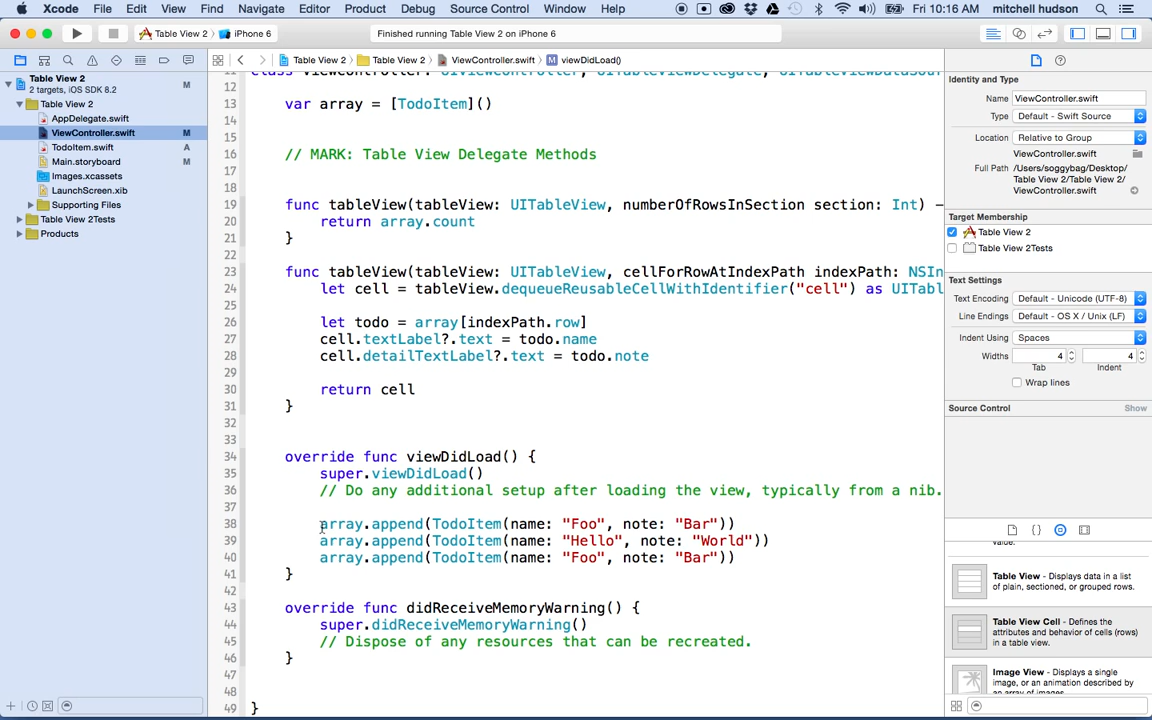 Xcode File Edit View Find Navigate Editor Product Debug Source Control Window Help Fri 10:16 AM mitchell hudson
Table View 2 iPhone 6 Finished running Table View 2 on iPhone 6
Table View 2 Table View 2 ViewController.swift viewDidLoad()
Table View 2 M
2 targets, iOS SDK 8.2
Table View 2
AppDelegate.swift
ViewController.swift M
TodoItem.swift A
Main.storyboard M
Images.xcassets
LaunchScreen.xib
Supporting Files
Table View 2Tests
Products
12
13 var array = [TodoItem]()
14
15
16 // MARK: Table View Delegate Methods
17
18
19 func tableView(tableView: UITableView, numberOfRowsInSection section: Int)
20 return array.count
21 }
22
23 func tableView(tableView: UITableView, cellForRowAtIndexPath indexPath: NSIn
24 let cell = tableView.dequeueReusableCellWithIdentifier("cell") as UITabl
25
26 let todo = array[indexPath.row]
27 cell.textLabel?.text = todo.name
28 cell.detailTextLabel?.text = todo.note
29
30 return cell
31 }
32
33
34 override func viewDidLoad() {
35 super.viewDidLoad()
36 // Do any additional setup after loading the view, typically from a nib.
37
38 array.append(TodoItem(name: "Foo", note: "Bar"))
39 array.append(TodoItem(name: "Hello", note: "World"))
40 array.append(TodoItem(name: "Foo", note: "Bar"))
41 }
42
43 override func didReceiveMemoryWarning() {
44 super.didReceiveMemoryWarning()
45 // Dispose of any resources that can be recreated.
46 }
47
48
49 }
Identity and Type
Name ViewController.swift
Type Default - Swift Source
Location Relative to Group
ViewController.swift
Full Path /Users/soggybag/Desktop/
Table View 2/Table View 2/
ViewController.swift
Target Membership
Table View 2
Table View 2Tests
Text Settings
Text Encoding Default - Unicode (UTF-8)
Line Endings Default - OS X / Unix (LF)
Indent Using Spaces
Widths 4 4
Tab Indent
Wrap lines
Source Control Show
value.
Table View - Displays data in a list
of plain, sectioned, or grouped rows.
Table View Cell - Defines the
attributes and behavior of cells (rows)
in a table view.
Image View - Displays a single
image, or an animation described by
an array of images.